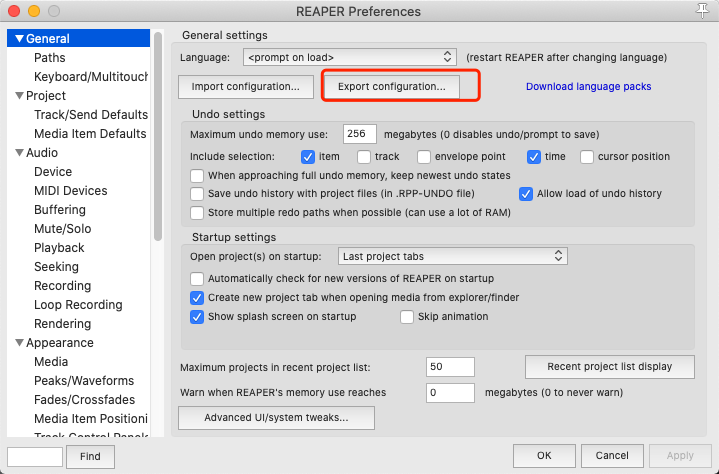 REAPER Preferences
General
Paths
Keyboard/Multitouch
Project
Track/Send Defaults
Media Item Defaults
Audio
Device
MIDI Devices
Buffering
Mute/Solo
Playback
Seeking
Recording
Loop Recording
Rendering
Appearance
Media
Peaks/Waveforms
Fades/Crossfades
Media Item Positioni
Track Control Panels
Find
General settings
Language: <prompt on load> (restart REAPER after changing language)
Import configuration... Export configuration... Download language packs
Undo settings
Maximum undo memory use: 256 megabytes (0 disables undo/prompt to save)
Include selection: item track envelope point time cursor position
When approaching full undo memory, keep newest undo states
Save undo history with project files (in .RPP-UNDO file) Allow load of undo history
Store multiple redo paths when possible (can use a lot of RAM)
Startup settings
Open project(s) on startup: Last project tabs
Automatically check for new versions of REAPER on startup
Create new project tab when opening media from explorer/finder
Show splash screen on startup Skip animation
Maximum projects in recent project list: 50 Recent project list display
Warn when REAPER's memory use reaches 0 megabytes (0 to never warn)
Advanced UI/system tweaks...
OK Cancel Apply